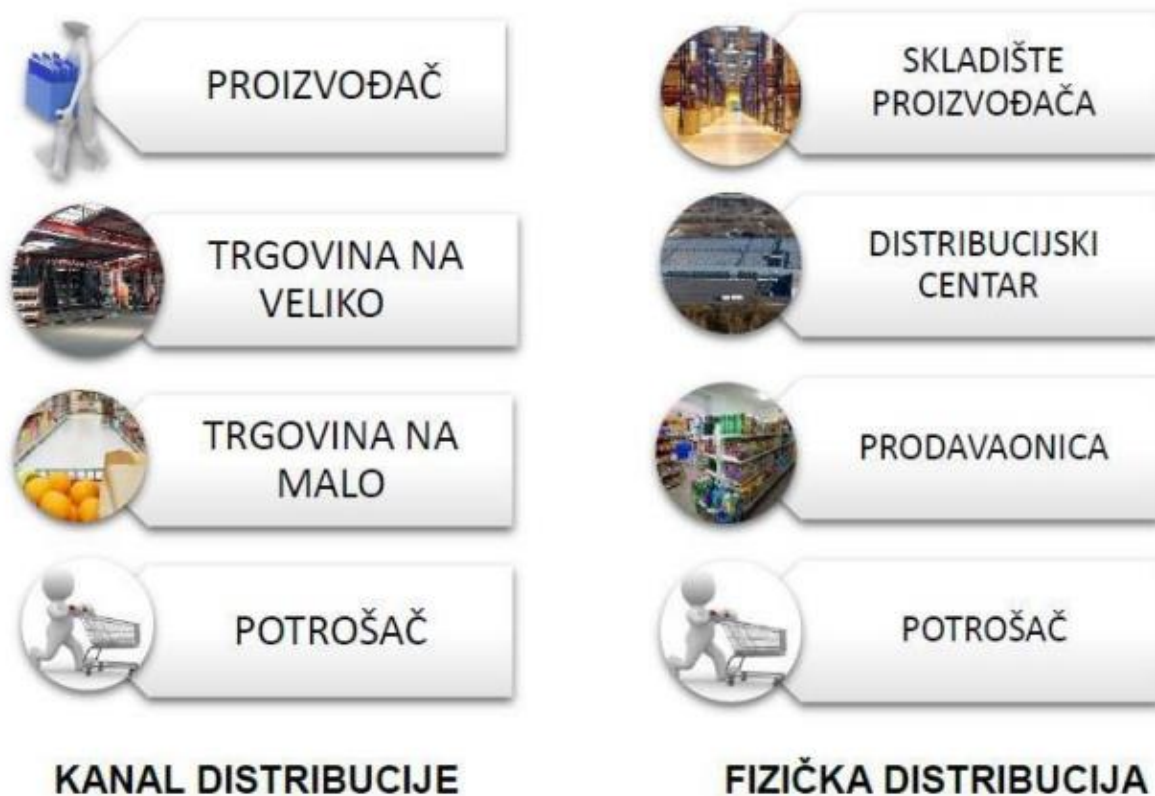 PROIZVOĐAČ
TRGOVINA NA
VELIKO
TRGOVINA NA
MALO
POTROŠAČ
KANAL DISTRIBUCIJE
SKLADIŠTE
PROIZVOĐAČA
DISTRIBUCIJSKI
CENTAR
PRODAVAONICA
POTROŠAČ
FIZIČKA DISTRIBUCIJA